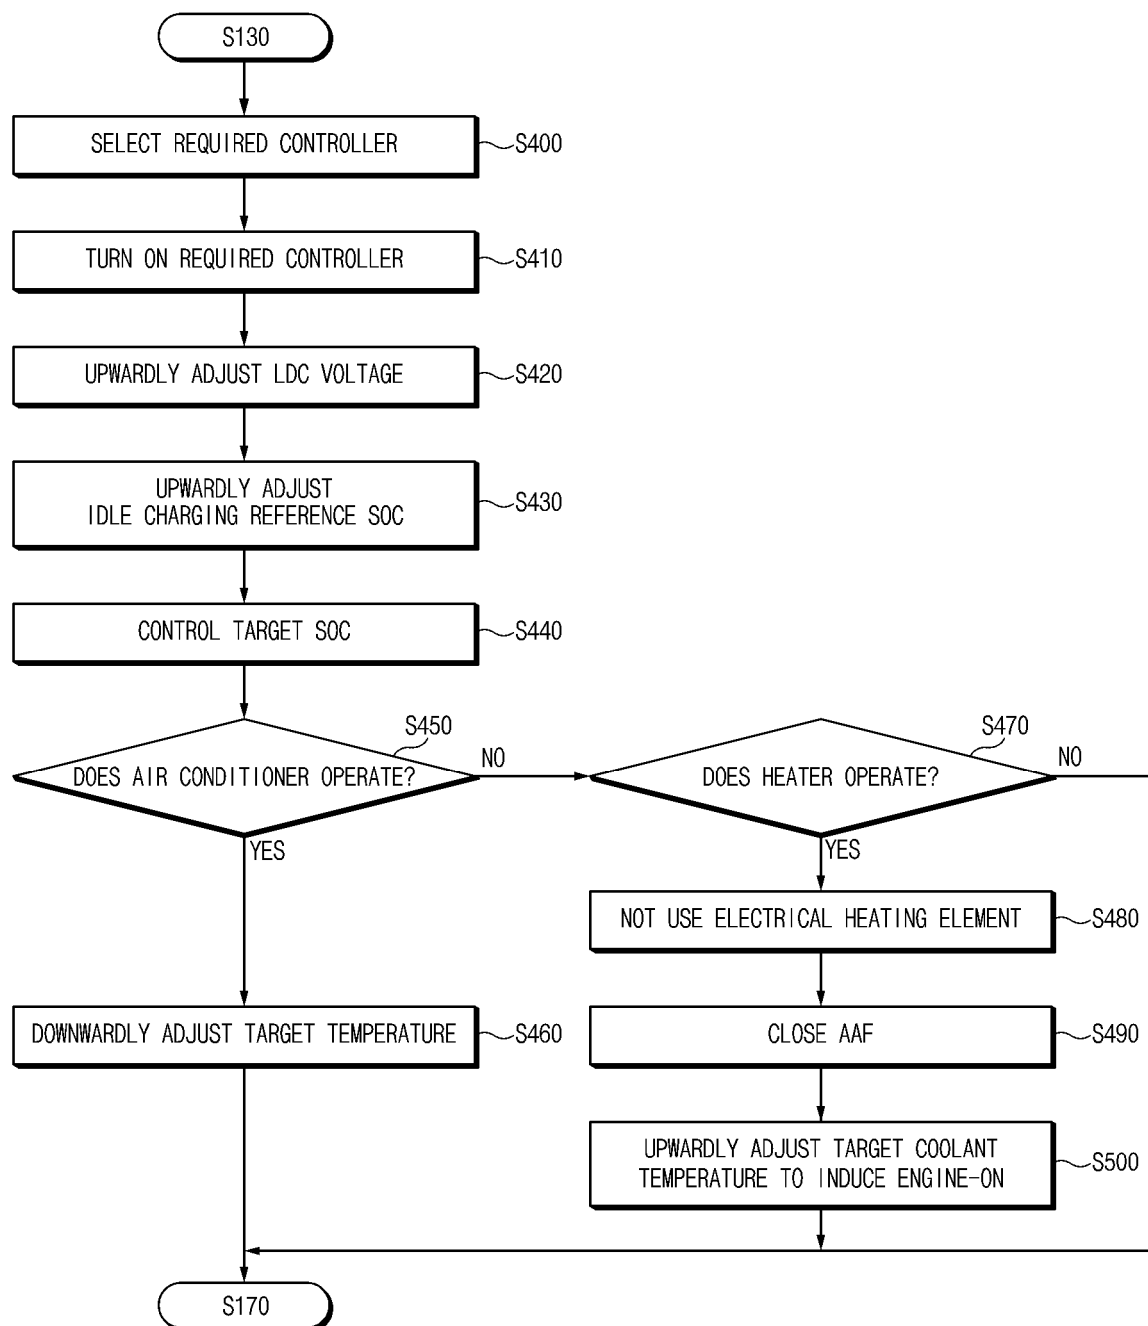 S130
SELECT REQUIRED CONTROLLER
S400
TURN ON REQUIRED CONTROLLER
S410
UPWARDLY ADJUST LDC VOLTAGE
S420
UPWARDLY ADJUST
IDLE CHARGING REFERENCE SOC
S430
CONTROL TARGET SOC
S440
S450
DOES AIR CONDITIONER OPERATE?
NO
YES
S470
DOES HEATER OPERATE?
NO
YES
NOT USE ELECTRICAL HEATING ELEMENT
S480
DOWNWARDLY ADJUST TARGET TEMPERATURE
S460
CLOSE AAF
S490
UPWARDLY ADJUST TARGET COOLANT
TEMPERATURE TO INDUCE ENGINE-ON
S500
S170